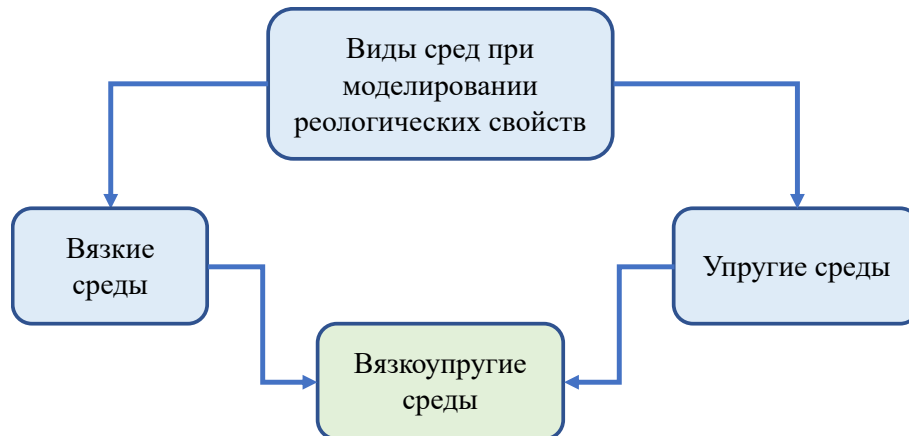 Виды сред при
моделировании
реологических свойств
Вязкие
среды
Упругие среды
Вязкоупругие
среды